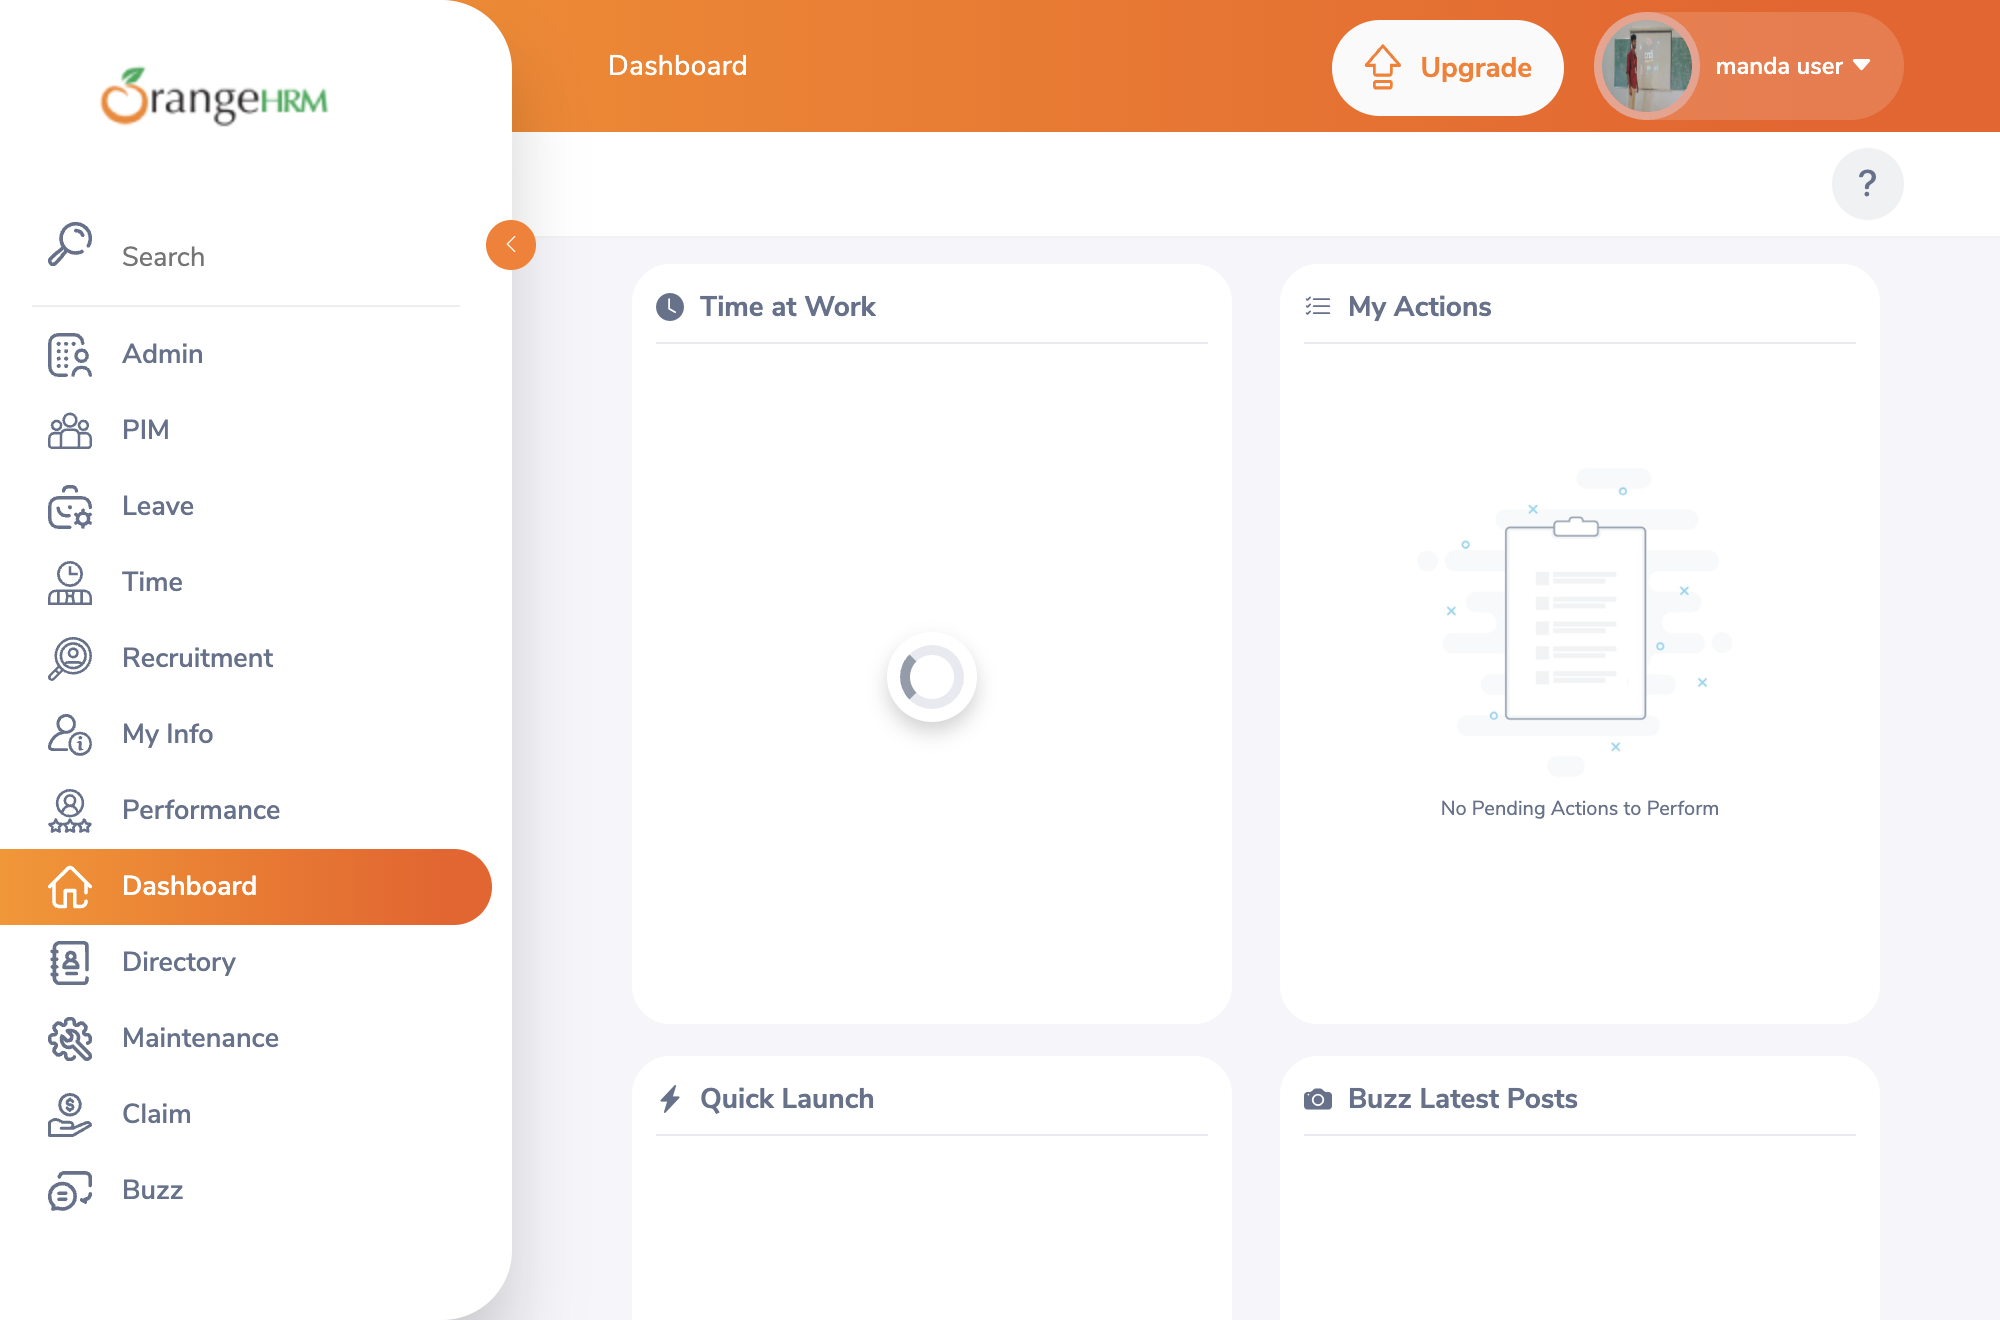 OrangeHRM
Dashboard
Upgrade
manda user
?
Search
Admin
PIM
Leave
Time
Recruitment
My Info
Performance
Dashboard
Directory
Maintenance
Claim
Buzz
Time at Work
My Actions
No Pending Actions to Perform
Quick Launch
Buzz Latest Posts